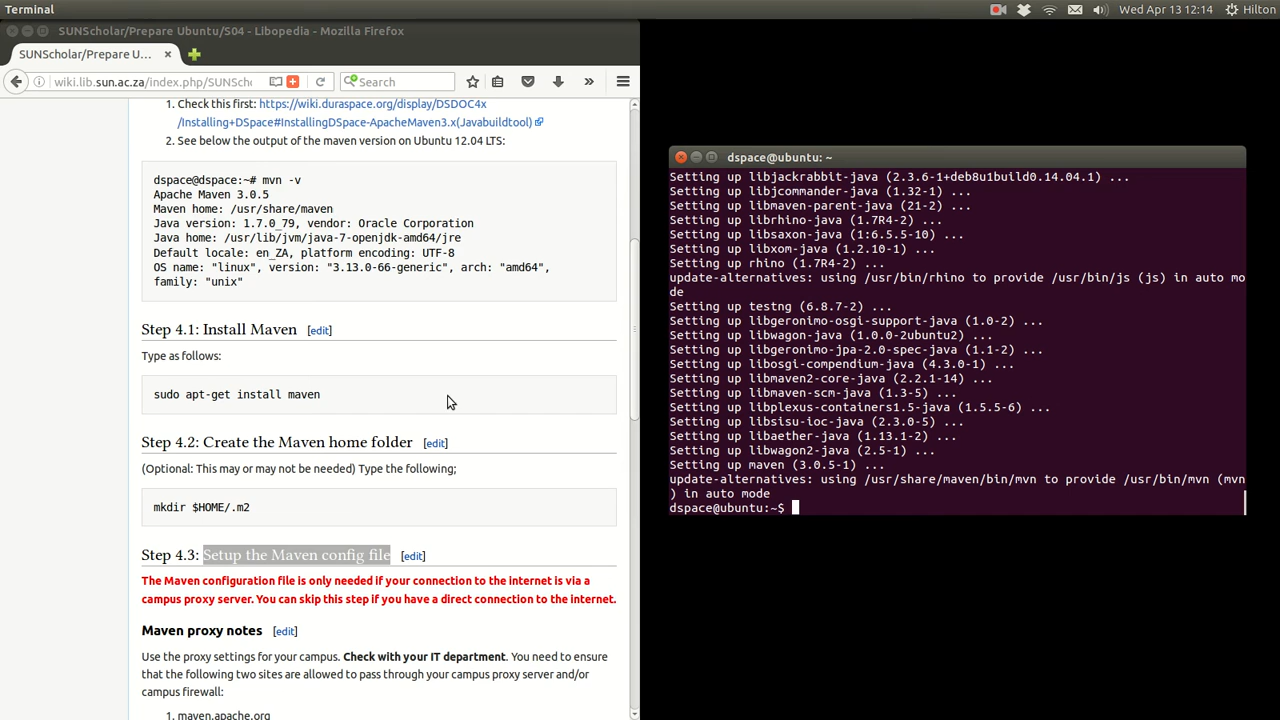 Terminal
Wed Apr 13 12:14
Hilton
SUNScholar/Prepare Ubuntu/S04 - Libopedia - Mozilla Firefox
SUNScholar/Prepare U...
wiki.lib.sun.ac.za/index.php/SUNSch
Search
1. Check this first: https://wiki.duraspace.org/display/DSDOC4x
/Installing+DSpace#InstallingDSpace-ApacheMaven3.x(Javabuildtool)
2. See below the output of the maven version on Ubuntu 12.04 LTS:
dspace@dspace:~# mvn -v
Apache Maven 3.0.5
Maven home: /usr/share/maven
Java version: 1.7.0_79, vendor: Oracle Corporation
Java home: /usr/lib/jvm/java-7-openjdk-amd64/jre
Default locale: en_ZA, platform encoding: UTF-8
OS name: "linux", version: "3.13.0-66-generic", arch: "amd64",
family: "unix"
Step 4.1: Install Maven [edit]
Type as follows:
sudo apt-get install maven
Step 4.2: Create the Maven home folder [edit]
(Optional: This may or may not be needed) Type the following;
mkdir $HOME/.m2
Step 4.3: Setup the Maven config file [edit]
The Maven configuration file is only needed if your connection to the internet is via a
campus proxy server. You can skip this step if you have a direct connection to the internet.
Maven proxy notes [edit]
Use the proxy settings for your campus. Check with your IT department. You need to ensure
that the following two sites are allowed to pass through your campus proxy server and/or
campus firewall:
1. maven.apache.org
dspace@ubuntu: ~
Setting up libjackrabbit-java (2.3.6-1+deb8u1build0.14.04.1) ...
Setting up libjcommander-java (1.32-1) ...
Setting up libmaven-parent-java (21-2) ...
Setting up librhino-java (1.7R4-2) ...
Setting up libsaxon-java (1:6.5.5-10) ...
Setting up libxom-java (1.2.10-1) ...
Setting up rhino (1.7R4-2) ...
update-alternatives: using /usr/bin/rhino to provide /usr/bin/js (js) in auto mo
de
Setting up testng (6.8.7-2) ...
Setting up libgeronimo-osgi-support-java (1.0-2) ...
Setting up libwagon-java (1.0.0-2ubuntu2) ...
Setting up libgeronimo-jpa-2.0-spec-java (1.1-2) ...
Setting up libosgi-compendium-java (4.3.0-1) ...
Setting up libmaven2-core-java (2.2.1-14) ...
Setting up libmaven-scm-java (1.3-5) ...
Setting up libplexus-containers1.5-java (1.5.5-6) ...
Setting up libsisu-ioc-java (2.3.0-5) ...
Setting up libaether-java (1.13.1-2) ...
Setting up libwagon2-java (2.5-1) ...
Setting up maven (3.0.5-1) ...
update-alternatives: using /usr/share/maven/bin/mvn to provide /usr/bin/mvn (mvn
) in auto mode
dspace@ubuntu:~$